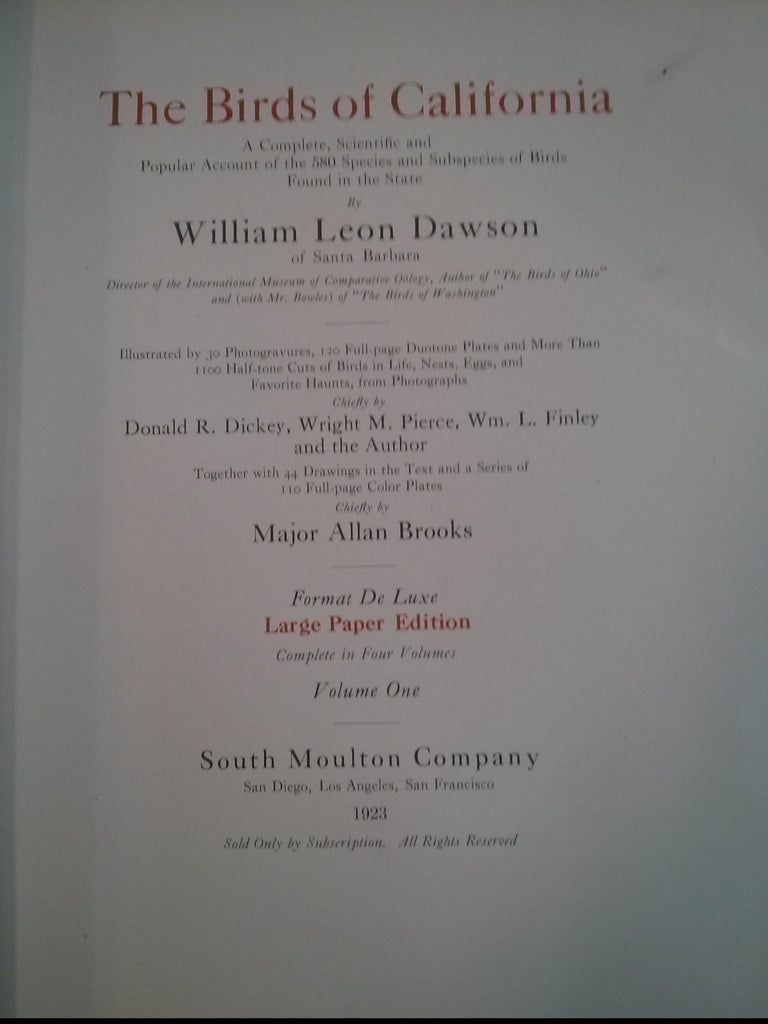 The Birds of California
A Complete, Scientific and
Popular Account of the 580 Species and Subspecies of Birds
Found in the State
By
William Leon Dawson
of Santa Barbara
Director of the International Museum of Comparative Oölogy, Author of "The Birds of Ohio"
and (with Mr. Bowles) of "The Birds of Washington"
Illustrated by 30 Photogravures, 120 Full-page Duotone Plates and More Than
1100 Half-tone Cuts of Birds in Life, Nests, Eggs, and
Favorite Haunts, from Photographs
Chiefly by
Donald R. Dickey, Wright M. Pierce, Wm. L. Finley
and the Author
Together with 44 Drawings in the Text and a Series of
110 Full-page Color Plates
Chiefly by
Major Allan Brooks
Format De Luxe
Large Paper Edition
Complete in Four Volumes
Volume One
South Moulton Company
San Diego, Los Angeles, San Francisco
1923
Sold Only by Subscription. All Rights Reserved